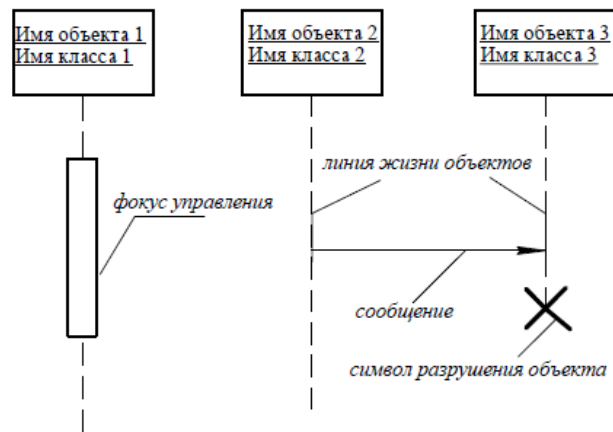 Имя объекта 1
Имя класса 1
Имя объекта 2
Имя класса 2
Имя объекта 3
Имя класса 3
линия жизни объектов
фокус управления
сообщение
символ разрушения объекта